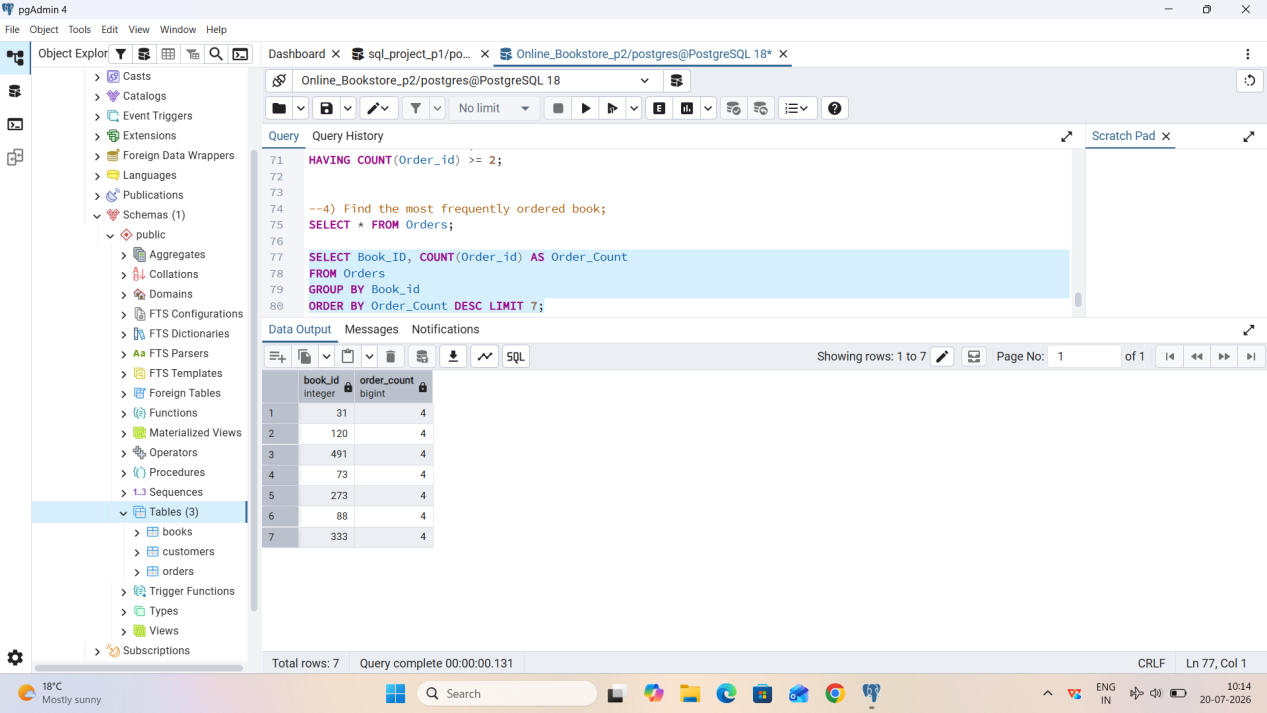 pgAdmin 4
File Object Tools Edit View Window Help
Object Explor
Dashboard sql_project_p1/po... Online_Bookstore_p2/postgres@PostgreSQL 18*
Online_Bookstore_p2/postgres@PostgreSQL 18
No limit
Query Query History
Scratch Pad
Casts
Catalogs
Event Triggers
Extensions
Foreign Data Wrappers
Languages
Publications
Schemas (1)
public
Aggregates
Collations
Domains
FTS Configurations
FTS Dictionaries
Aa FTS Parsers
FTS Templates
Foreign Tables
Functions
Materialized Views
Operators
Procedures
1..3 Sequences
Tables (3)
books
customers
orders
Trigger Functions
Types
Views
Subscriptions
71 HAVING COUNT(Order_id) >= 2;
72
73
74 --4) Find the most frequently ordered book;
75 SELECT * FROM Orders;
76
77 SELECT Book_ID, COUNT(Order_id) AS Order_Count
78 FROM Orders
79 GROUP BY Book_id
80 ORDER BY Order_Count DESC LIMIT 7;
Data Output Messages Notifications
SQL
Showing rows: 1 to 7
Page No: 1 of 1
book_id order_count
integer bigint
1 31 4
2 120 4
3 491 4
4 73 4
5 273 4
6 88 4
7 333 4
Total rows: 7 Query complete 00:00:00.131
CRLF Ln 77, Col 1
18°C
Mostly sunny
Search
ENG
IN
10:14
20-07-2026